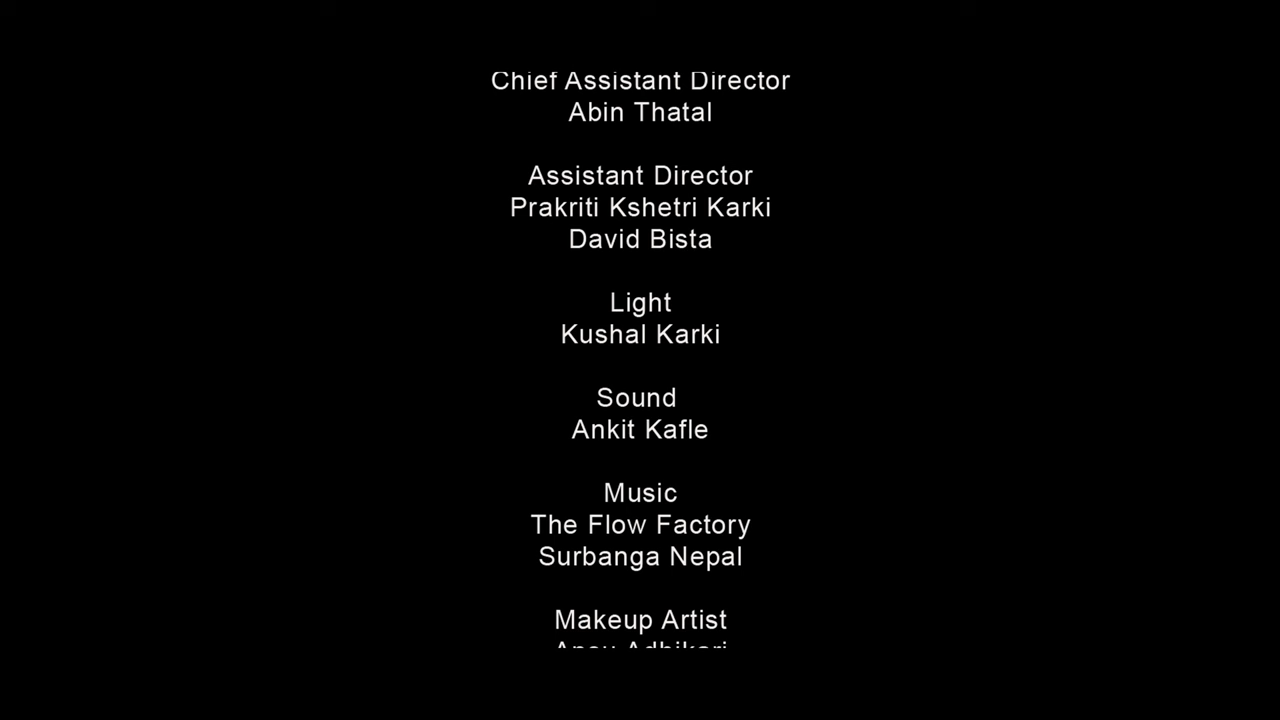 Chief Assistant Director
Abin Thatal
Assistant Director
Prakriti Kshetri Karki
David Bista
Light
Kushal Karki
Sound
Ankit Kafle
Music
The Flow Factory
Surbanga Nepal
Makeup Artist
Adhikari